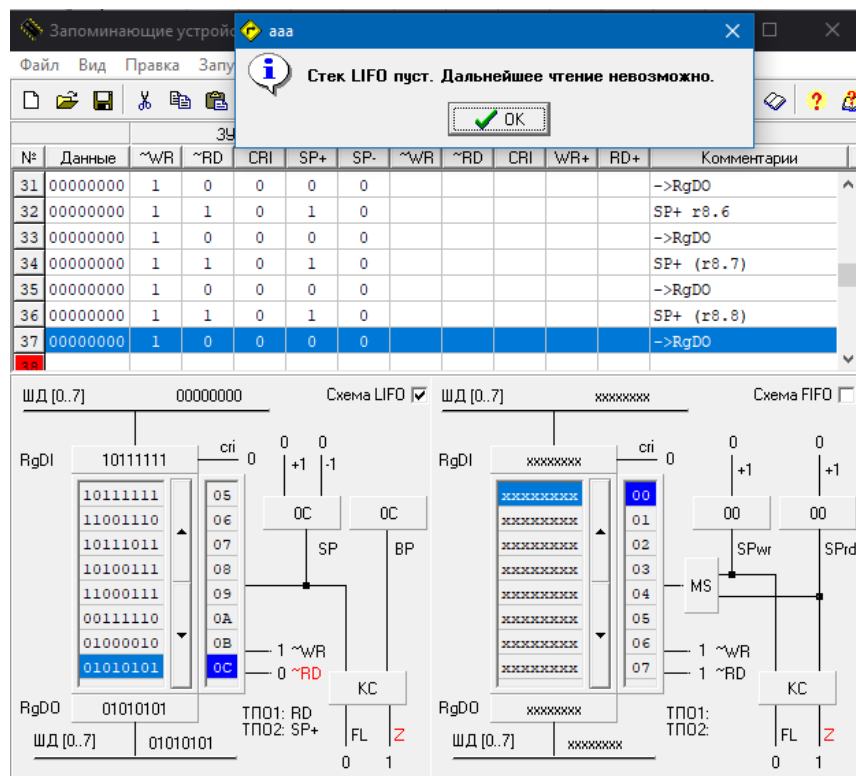 Запоминающие устройс
aaa
Файл Вид Правка Запу
Стек LIFO пуст. Дальнейшее чтение невозможно.
OK
ЗУ
№ Данные ~WR ~RD CRI SP+ SP- ~WR ~RD CRI WR+ RD+ Комментарии
31 00000000 1 0 0 0 0 ->RgDO
32 00000000 1 1 0 1 0 SP+ r8.6
33 00000000 1 0 0 0 0 ->RgDO
34 00000000 1 1 0 1 0 SP+ (r8.7)
35 00000000 1 0 0 0 0 ->RgDO
36 00000000 1 1 0 1 0 SP+ (r8.8)
37 00000000 1 0 0 0 0 ->RgDO
38
ШД [0..7] 00000000 Схема LIFO
RgDI 10111111 cri 0
0 0
+1 -1
10111111 05
11001110 06
10111011 07
10100111 08
11000111 09
00111110 0A
01000010 0B
01010101 0C
0C 0C
SP BP
1 ~WR
0 ~RD
КС
RgDO 01010101
ТПО1: RD
ТПО2: SP+
FL Z
ШД [0..7] 01010101
0 1
ШД [0..7] xxxxxxxx Схема FIFO
RgDI xxxxxxxx cri 0
0 0
+1 +1
xxxxxxxx 00
xxxxxxxx 01
xxxxxxxx 02
xxxxxxxx 03
xxxxxxxx 04
xxxxxxxx 05
xxxxxxxx 06
xxxxxxxx 07
00 00
SPwr SPrd
MS
1 ~WR
1 ~RD
КС
RgDO xxxxxxxx
ТПО1:
ТПО2:
FL Z
ШД [0..7] xxxxxxxx
0 1